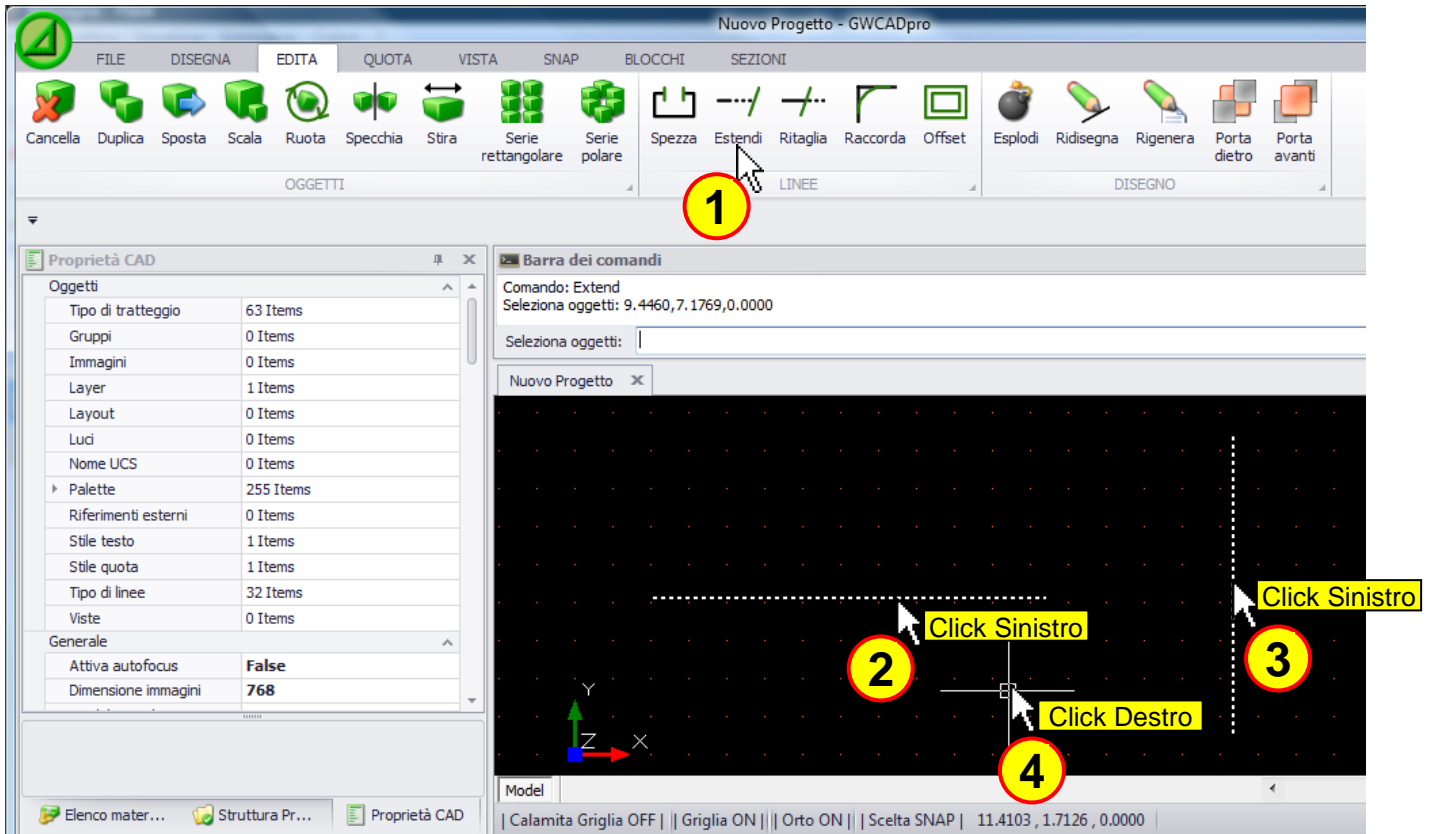 Nuovo Progetto - GWCADpro
FILE DISEGNA EDITA QUOTA VISTA SNAP BLOCCHI SEZIONI
Cancella Duplica Sposta Scala Ruota Specchia Stira Serie rettangolare Serie polare Spezza Estendi Ritaglia Raccorda Offset Esplodi Ridisegna Rigenera Porta dietro Porta avanti
OGGETTI LINEE DISEGNO
1
Proprietà CAD
Oggetti
Tipo di tratteggio 63 Items
Gruppi 0 Items
Immagini 0 Items
Layer 1 Items
Layout 0 Items
Luci 0 Items
Nome UCS 0 Items
Palette 255 Items
Riferimenti esterni 0 Items
Stile testo 1 Items
Stile quota 1 Items
Tipo di linee 32 Items
Viste 0 Items
Generale
Attiva autofocus False
Dimensione immagini 768
Elenco mater... Struttura Pr... Proprietà CAD
Barra dei comandi
Comando: Extend
Seleziona oggetti: 9.4460,7.1769,0.0000
Seleziona oggetti:
Nuovo Progetto
Click Sinistro
2
Click Sinistro
3
Click Destro
4
Y
Z X
Model
| Calamita Griglia OFF | || Griglia ON | || Orto ON | | | Scelta SNAP | 11.4103 , 1.7126 , 0.0000